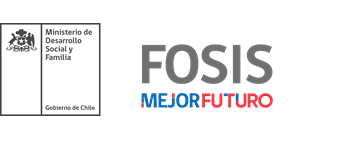 Ministerio de
Desarrollo
Social y
Familia
Gobierno de Chile
FOSIS
MEJORFUTURO